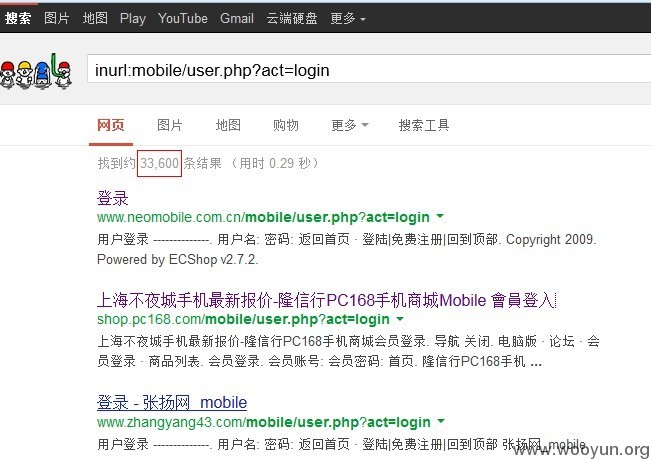 搜索 图片 地图 Play YouTube Gmail 云端硬盘 更多
inurl:mobile/user.php?act=login
网页 图片 地图 购物 更多 搜索工具
找到约 33,600 条结果 （用时 0.29 秒）
登录
www.neomobile.com.cn/mobile/user.php?act=login
用户登录 -------------. 用户名: 密码: 返回首页 · 登陆|免费注册|回到顶部. Copyright 2009.
Powered by ECShop v2.7.2.
上海不夜城手机最新报价-隆信行PC168手机商城Mobile 會員登入
shop.pc168.com/mobile/user.php?act=login
上海不夜城手机最新报价-隆信行PC168手机商城会员登录. 导航 关闭. 电脑版 · 论坛 · 会
员登录 · 商品列表. 会员登录. 会员账号: 会员密码: 首页. 隆信行PC168手机 ...
登录 - 张扬网_mobile
www.zhangyang43.com/mobile/user.php?act=login
用户登录 -------------. 用户名: 密码: 返回首页 · 登陆|免费注册|回到顶部 张扬网_mobile.
www.wooyun.org